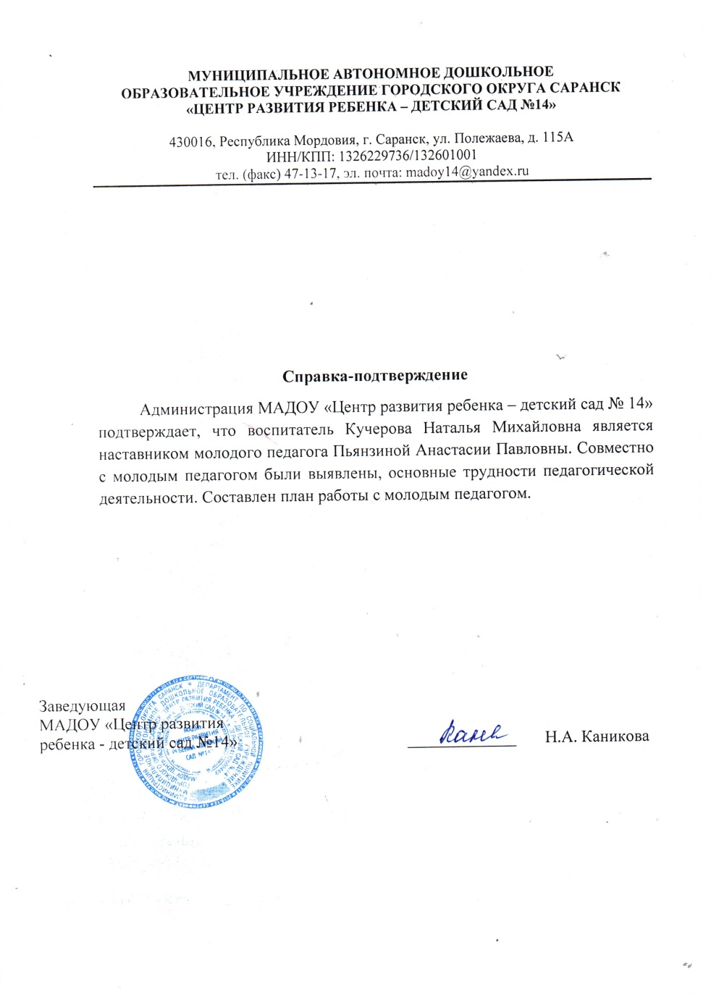 МУНИЦИПАЛЬНОЕ АВТОНОМНОЕ ДОШКОЛЬНОЕ
ОБРАЗОВАТЕЛЬНОЕ УЧРЕЖДЕНИЕ ГОРОДСКОГО ОКРУГА САРАНСК
«ЦЕНТР РАЗВИТИЯ РЕБЕНКА – ДЕТСКИЙ САД №14»
430016, Республика Мордовия, г. Саранск, ул. Полежаева, д. 115А
ИНН/КПП: 1326229736/132601001
тел. (факс) 47-13-17, эл. почта: madoy14@yandex.ru
Справка-подтверждение
Администрация МАДОУ «Центр развития ребенка – детский сад № 14»
подтверждает, что воспитатель Кучерова Наталья Михайловна является
наставником молодого педагога Пьянзиной Анастасии Павловны. Совместно
с молодым педагогом были выявлены, основные трудности педагогической
деятельности. Составлен план работы с молодым педагогом.
Заведующая
МАДОУ «Центр развития
ребенка - детский сад №14»
Н.А. Каникова